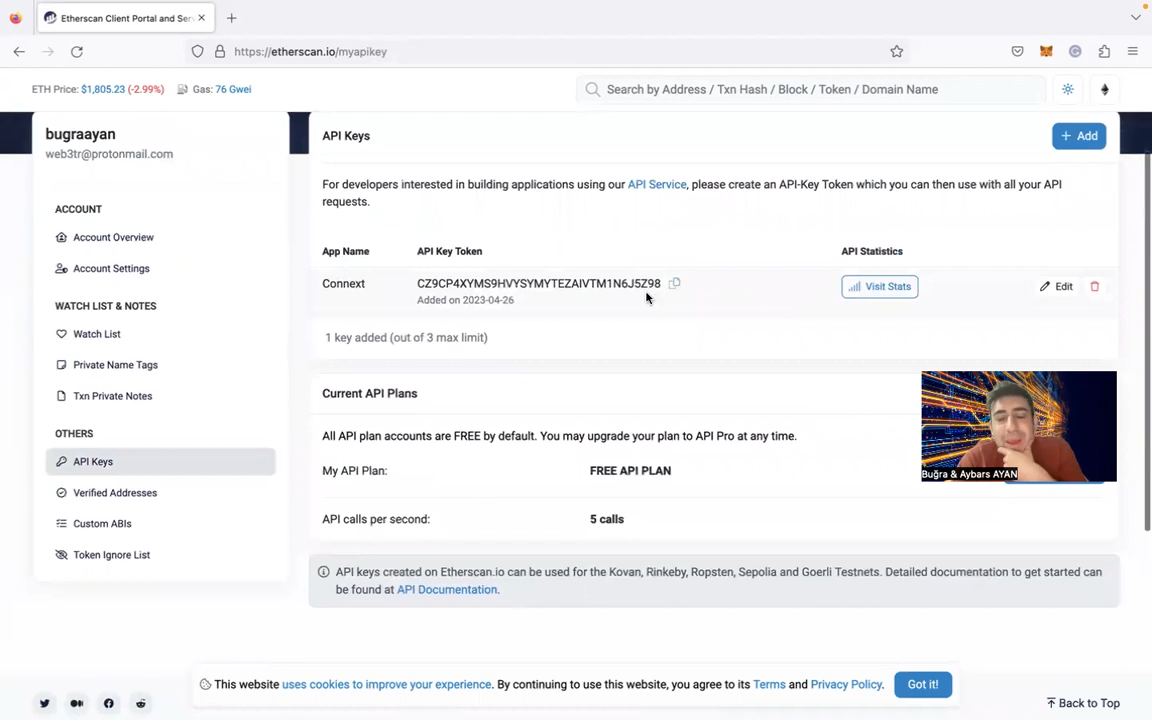 Etherscan Client Portal and Ser
https://etherscan.io/myapikey
ETH Price: $1,805.23 (-2.99%)
Gas: 76 Gwei
Search by Address / Txn Hash / Block / Token / Domain Name
bugraayan
web3tr@protonmail.com
ACCOUNT
Account Overview
Account Settings
WATCH LIST & NOTES
Watch List
Private Name Tags
Txn Private Notes
OTHERS
API Keys
Verified Addresses
Custom ABIs
Token Ignore List
API Keys
+ Add
For developers interested in building applications using our API Service, please create an API-Key Token which you can then use with all your API
requests.
App Name API Key Token API Statistics
Connext CZ9CP4XYMS9HVYSYMYTEZAIVTM1N6J5Z98 Visit Stats Edit
Added on 2023-04-26
1 key added (out of 3 max limit)
Current API Plans
All API plan accounts are FREE by default. You may upgrade your plan to API Pro at any time.
My API Plan: FREE API PLAN
API calls per second: 5 calls
Buğra & Aybars AYAN
API keys created on Etherscan.io can be used for the Kovan, Rinkeby, Ropsten, Sepolia and Goerli Testnets. Detailed documentation to get started can
be found at API Documentation.
This website uses cookies to improve your experience. By continuing to use this website, you agree to its Terms and Privacy Policy.
Got it!
Back to Top